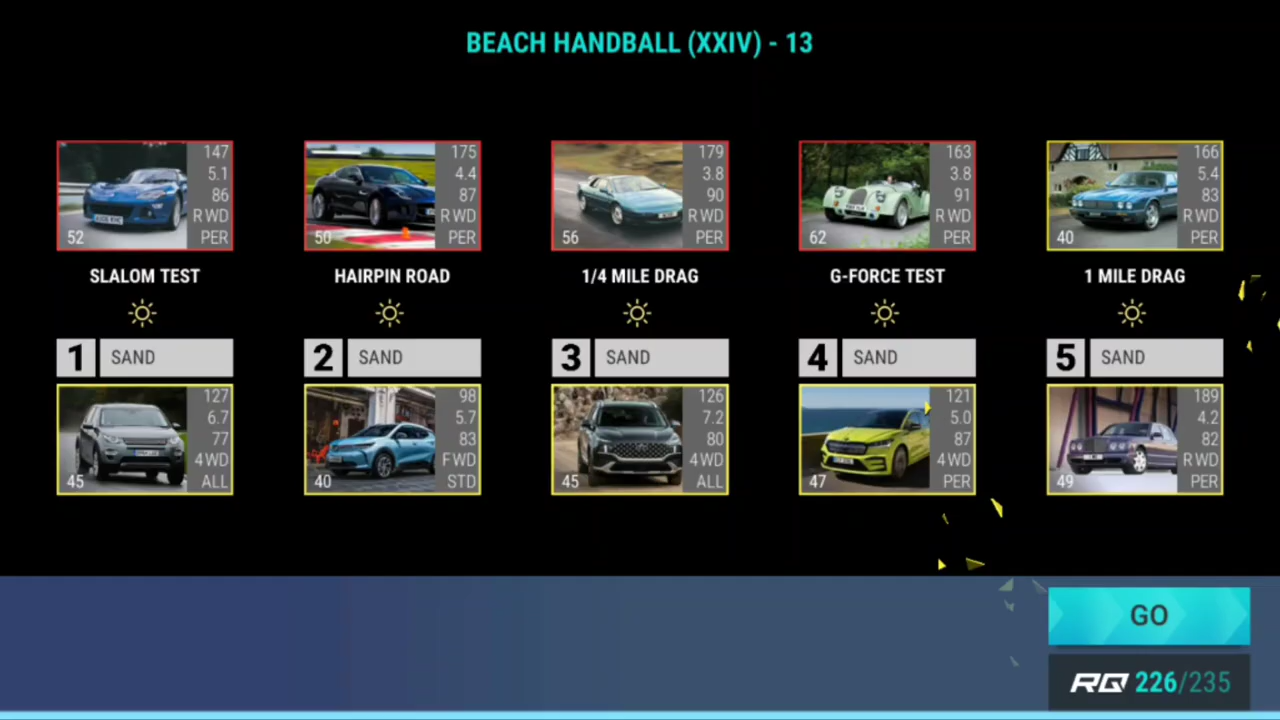 BEACH HANDBALL (XXIV) - 13
147
5.1
86
RWD
PER
52
175
4.4
87
RWD
PER
50
179
3.8
90
RWD
PER
56
163
3.8
91
RWD
PER
62
166
5.4
83
RWD
PER
40
SLALOM TEST
HAIRPIN ROAD
1/4 MILE DRAG
G-FORCE TEST
1 MILE DRAG
1 SAND
2 SAND
3 SAND
4 SAND
5 SAND
127
6.7
77
4WD
ALL
45
98
5.7
83
FWD
STD
40
126
7.2
80
4WD
ALL
45
121
5.0
87
4WD
PER
47
189
4.2
82
RWD
PER
49
GO
RQ 226/235